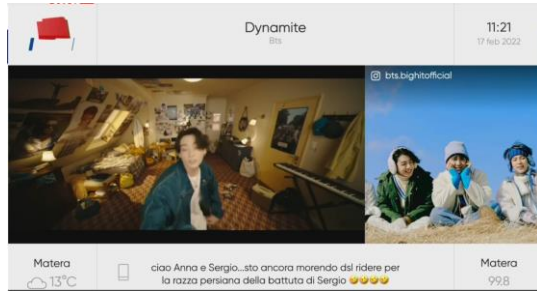 Dynamite
Bts
11:21
17 feb 2022
bts.bighitofficial
Matera
13°C
ciao Anna e Sergio...sto ancora morendo dsl ridere per
la razza persiana della battuta di Sergio 🤣🤣🤣🤣
Matera
99.8